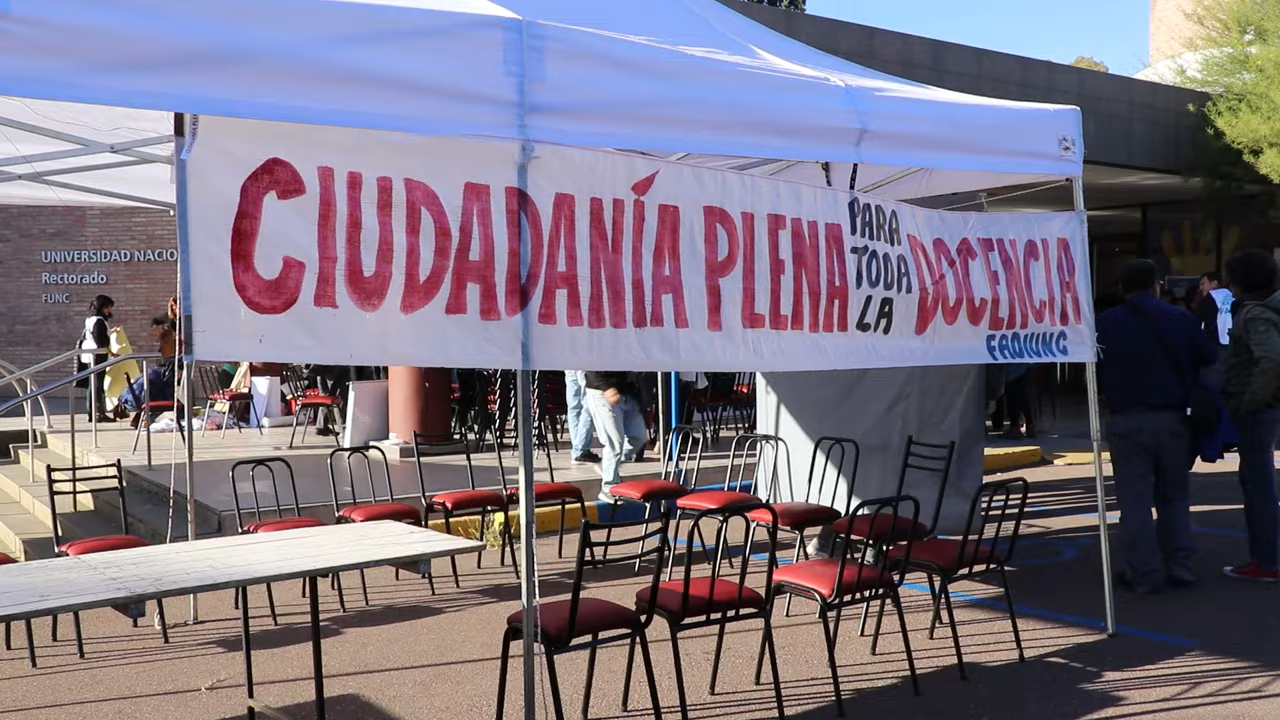 CIUDADANÍA PLENA PARA TODA LA DOCENCIA
FADIUNC
UNIVERSIDAD NACIO
Rectorado
FUNC